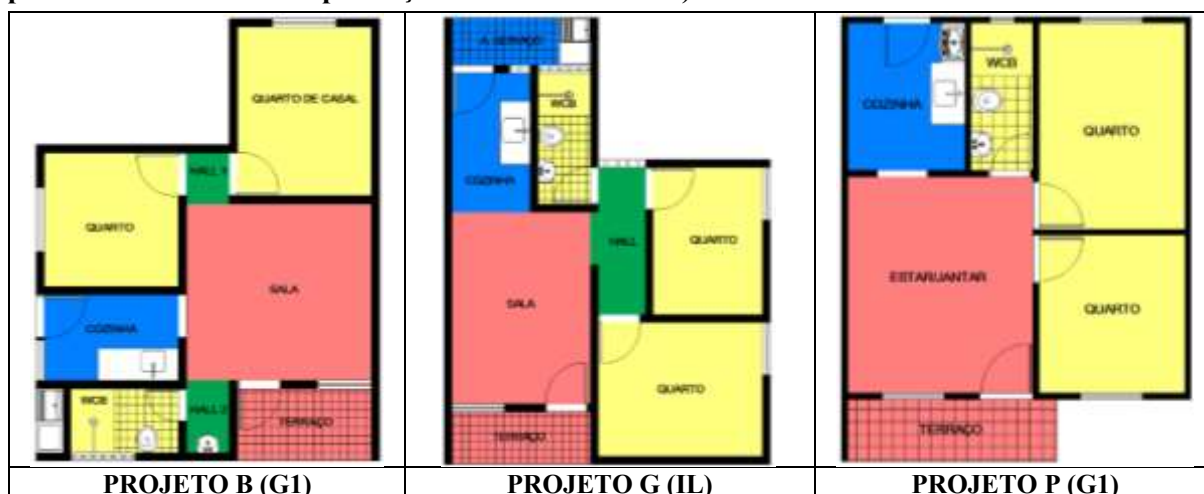 QUARTO DE CASAL
HALL 1
QUARTO
SALA
COZINHA
WCB
HALL 2
TERRAÇO
PROJETO B (G1)
A. SERVIÇO
WCB
COZINHA
HALL
QUARTO
SALA
QUARTO
TERRAÇO
PROJETO G (IL)
WCB
COZINHA
QUARTO
ESTAR/JANTAR
QUARTO
TERRAÇO
PROJETO P (G1)